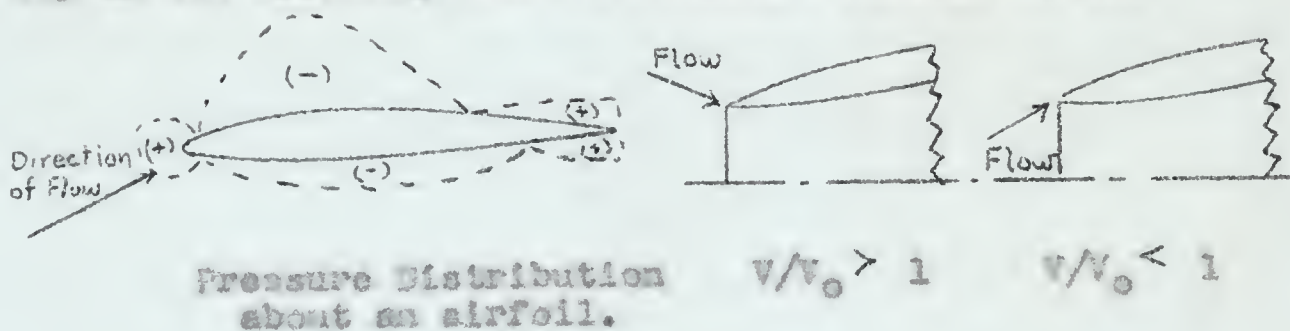 (-)
(+)
(+)
(+)
(-)
Direction
of Flow
Flow
Flow
Pressure Distribution
about an airfoil.
V/V₀ > 1
V/V₀ < 1